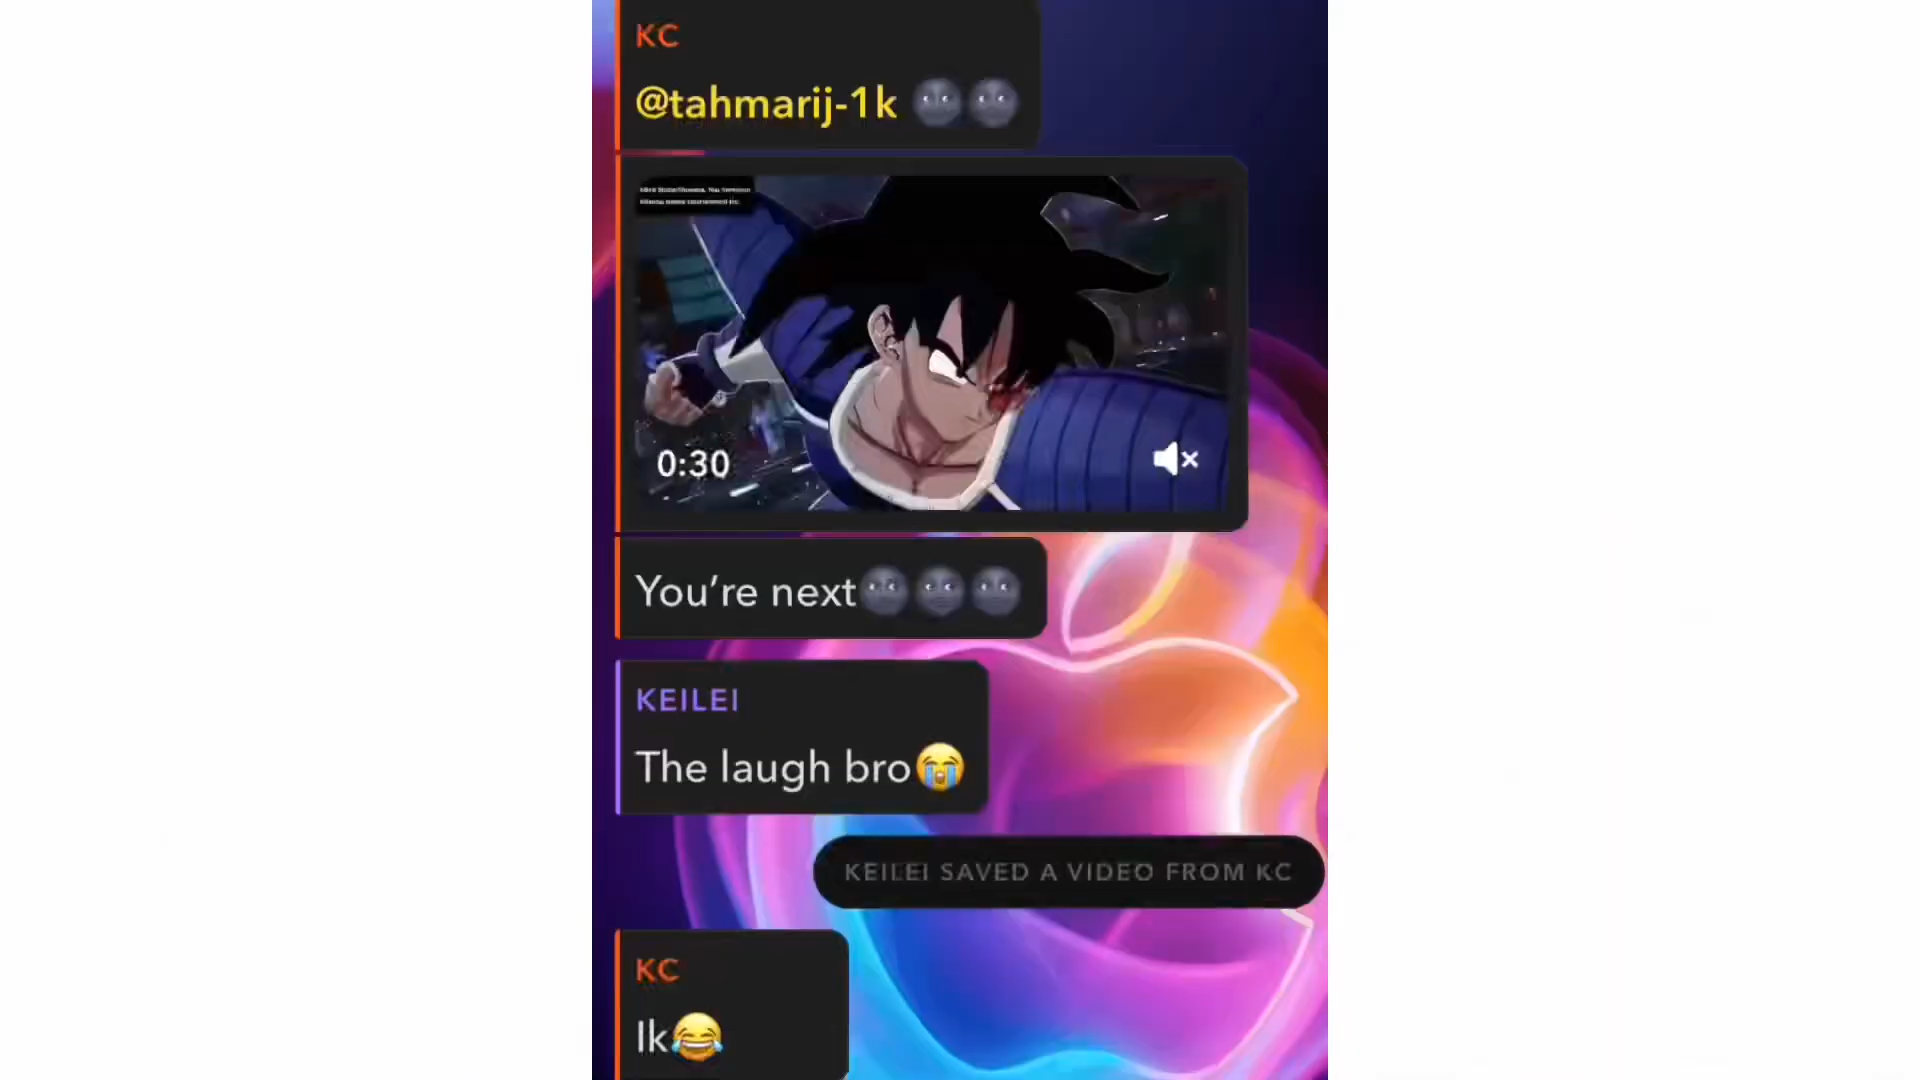 KC
@tahmarij-1k 🌚🌚
0:30
You’re next🌚🌚🌚
KEILEI
The laugh bro😭
KEILEI SAVED A VIDEO FROM KC
KC
Ik😂